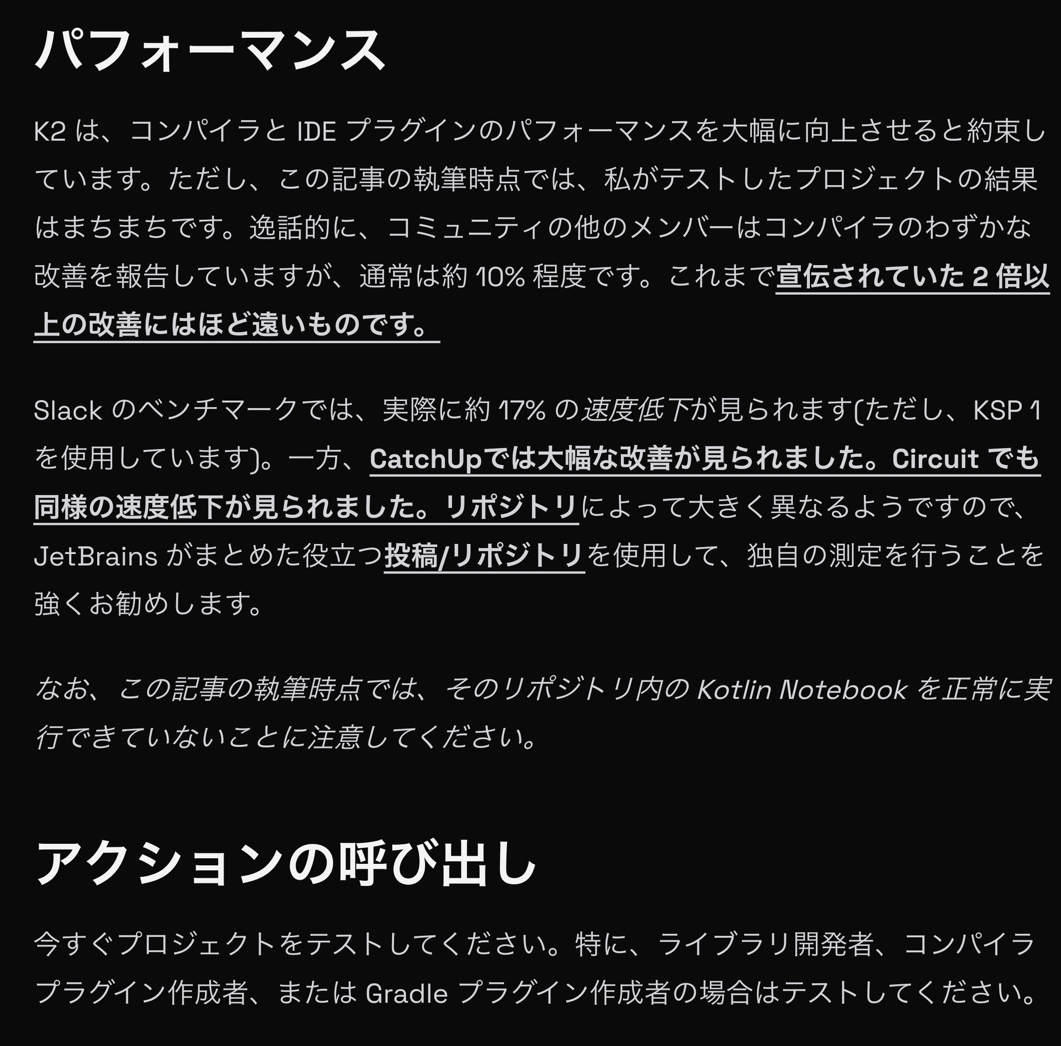 パフォーマンス
K2 は、コンパイラと IDE プラグインのパフォーマンスを大幅に向上させると約束し
ています。ただし、この記事の執筆時点では、私がテストしたプロジェクトの結果
はまちまちです。逸話的に、コミュニティの他のメンバーはコンパイラのわずかな
改善を報告していますが、通常は約 10% 程度です。これまで宣伝されていた 2 倍以
上の改善にはほど遠いものです。
Slack のベンチマークでは、実際に約 17% の速度低下が見られます(ただし、KSP 1
を使用しています)。一方、CatchUpでは大幅な改善が見られました。Circuit でも
同様の速度低下が見られました。リポジトリによって大きく異なるようですので、
JetBrains がまとめた役立つ投稿/リポジトリを使用して、独自の測定を行うことを
強くお勧めします。
なお、この記事の執筆時点では、そのリポジトリ内の Kotlin Notebook を正常に実
行できていないことに注意してください。
アクションの呼び出し
今すぐプロジェクトをテストしてください。特に、ライブラリ開発者、コンパイラ
プラグイン作成者、または Gradle プラグイン作成者の場合はテストしてください。